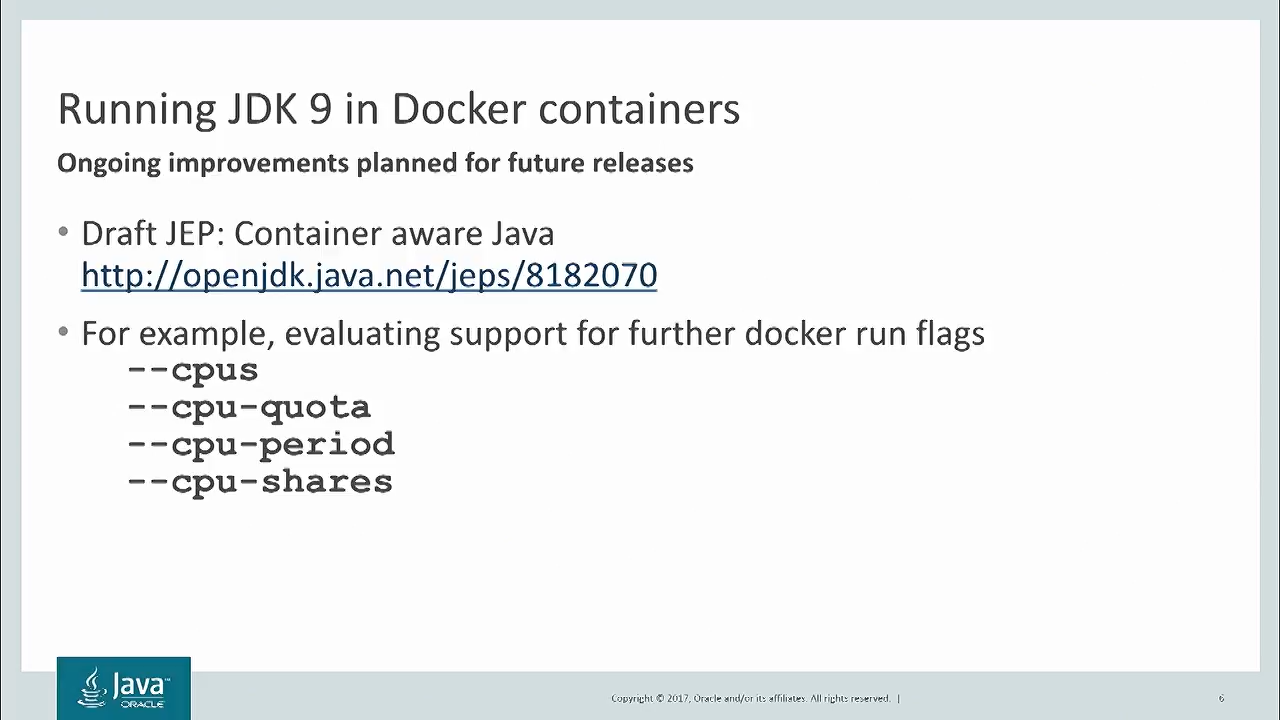 Running JDK 9 in Docker containers
Ongoing improvements planned for future releases
• Draft JEP: Container aware Java
http://openjdk.java.net/jeps/8182070
• For example, evaluating support for further docker run flags
--cpus
--cpu-quota
--cpu-period
--cpu-shares
Java™
ORACLE
Copyright © 2017, Oracle and/or its affiliates. All rights reserved. |
6